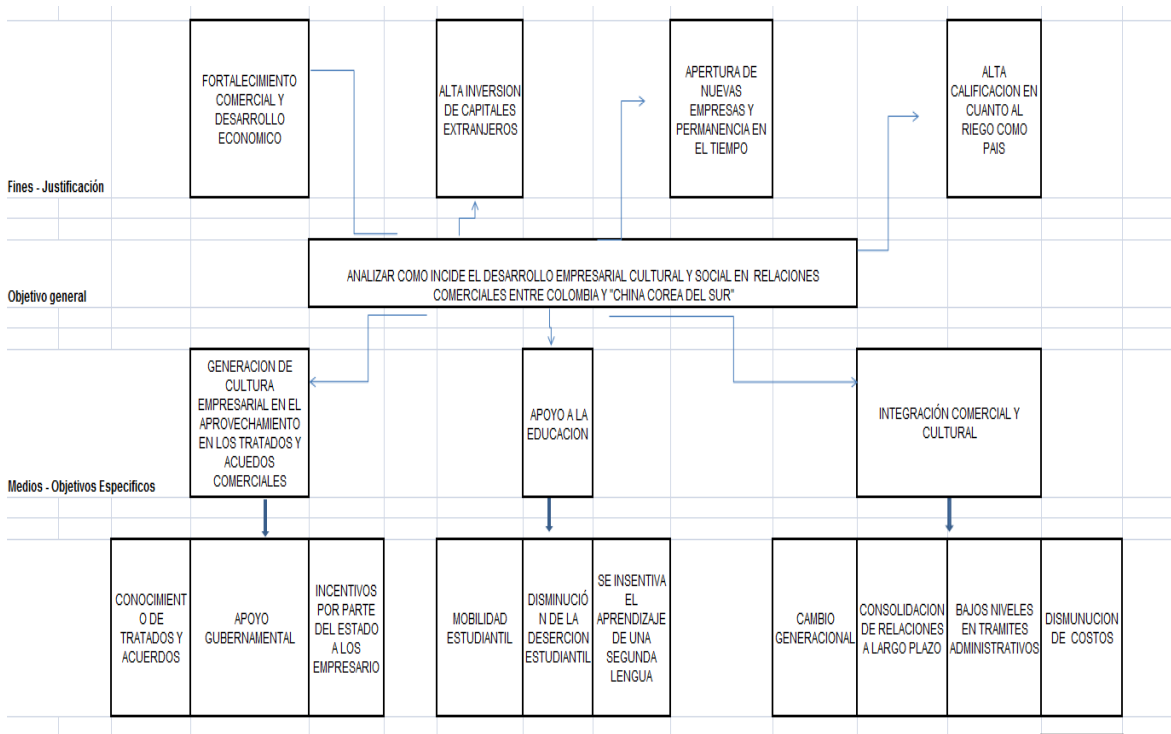 FORTALECIMIENTO
COMERCIAL Y
DESARROLLO
ECONOMICO
ALTA INVERSION
DE CAPITALES
EXTRANJEROS
APERTURA DE
NUEVAS
EMPRESAS Y
PERMANENCIA EN
EL TIEMPO
ALTA
CALIFICACION EN
CUANTO AL
RIEGO COMO
PAIS
Fines - Justificación
ANALIZAR COMO INCIDE EL DESARROLLO EMPRESARIAL CULTURAL Y SOCIAL EN RELACIONES
COMERCIALES ENTRE COLOMBIA Y "CHINA COREA DEL SUR"
Objetivo general
GENERACION DE
CULTURA
EMPRESARIAL EN EL
APROVECHAMIENTO
EN LOS TRATADOS Y
ACUEDOS
COMERCIALES
APOYO A LA
EDUCACION
INTEGRACIÓN COMERCIAL Y
CULTURAL
Medios - Objetivos Especificos
CONOCIMIENT
O DE
TRATADOS Y
ACUERDOS
APOYO
GUBERNAMENTAL
INCENTIVOS
POR PARTE
DEL ESTADO
A LOS
EMPRESARIO
MOBILIDAD
ESTUDIANTIL
DISMINUCIÓ
N DE LA
DESERCION
ESTUDIANTIL
SE INSENTIVA
EL
APRENDIZAJE
DE UNA
SEGUNDA
LENGUA
CAMBIO
GENERACIONAL
CONSOLIDACION
DE RELACIONES
A LARGO PLAZO
BAJOS NIVELES
EN TRAMITES
ADMINISTRATIVOS
DISMUNUCION
DE COSTOS